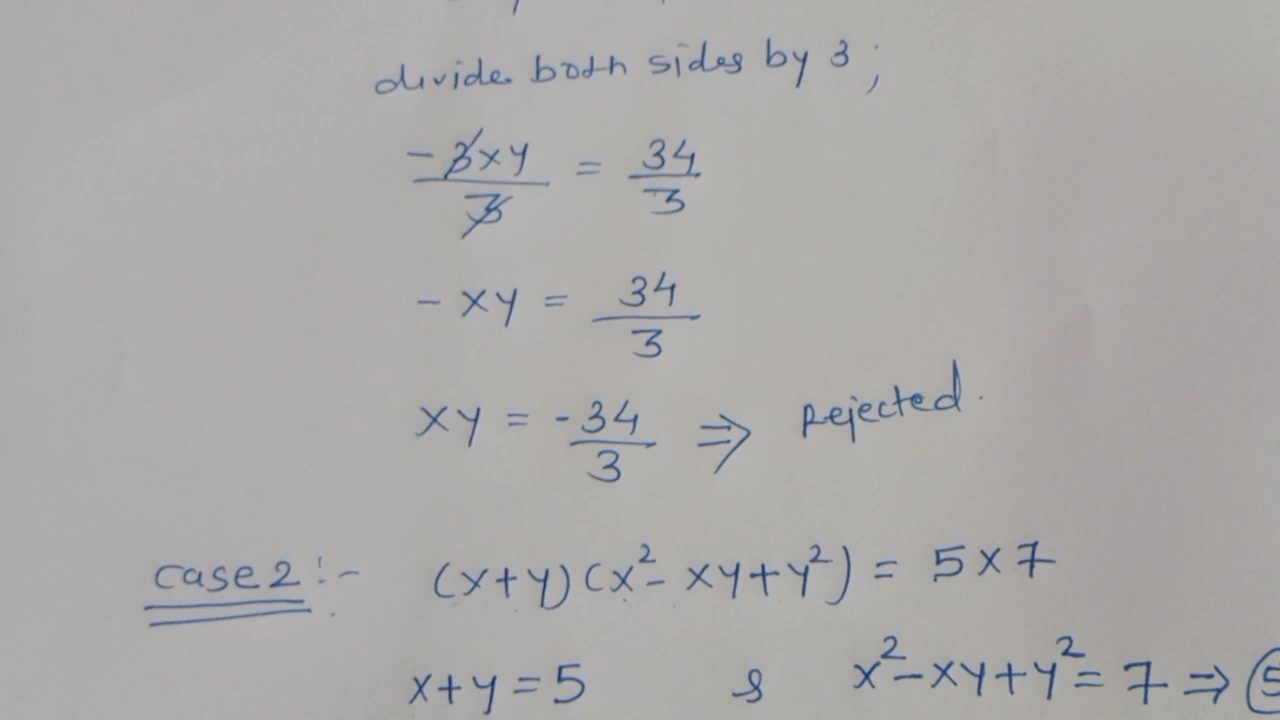 divide both sides by 3;
-3xy/3 = 34/3
-xy = 34/3
xy = -34/3 ⇒ Rejected.
case 2:- (x+y)(x²-xy+y²) = 5×7
x+y=5 & x²-xy+y²=7 ⇒ 5